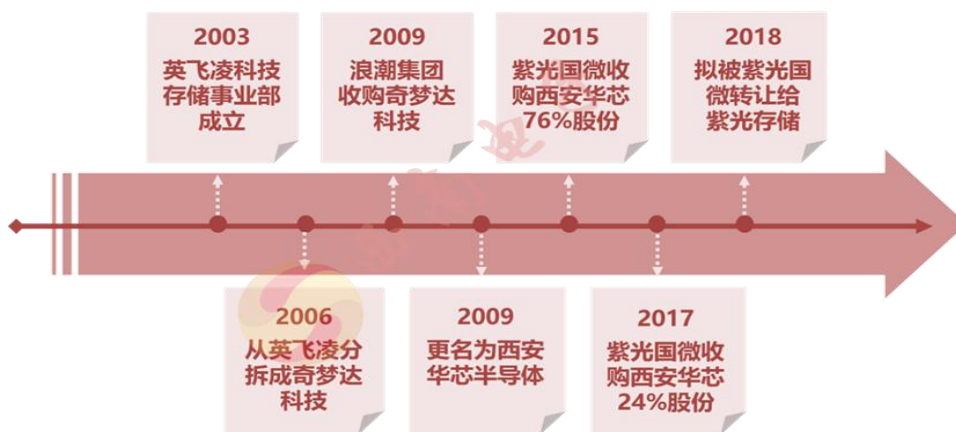 2003
英飞凌科技
存储事业部
成立
2009
浪潮集团
收购奇梦达
科技
2015
紫光国微收
购西安华芯
76%股份
2018
拟被紫光国
微转让给
紫光存储
2006
从英飞凌分
拆成奇梦达
科技
2009
更名为西安
华芯半导体
2017
紫光国微收
购西安华芯
24%股份